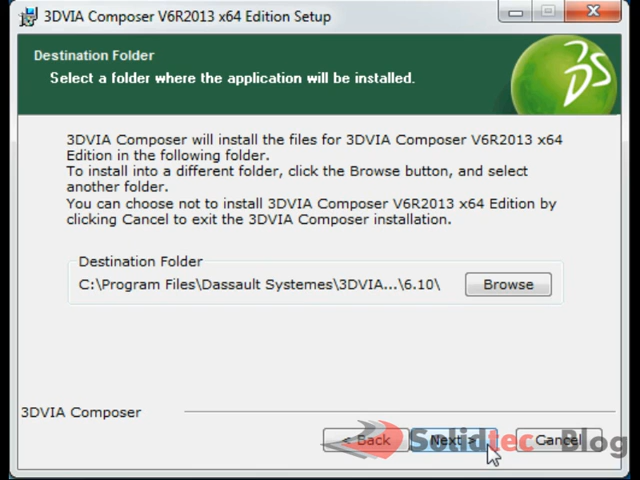 3DVIA Composer V6R2013 x64 Edition Setup
Destination Folder
Select a folder where the application will be installed.
3DVIA Composer will install the files for 3DVIA Composer V6R2013 x64
Edition in the following folder.
To install into a different folder, click the Browse button, and select
another folder.
You can choose not to install 3DVIA Composer V6R2013 x64 Edition by
clicking Cancel to exit the 3DVIA Composer installation.
Destination Folder
C:\Program Files\Dassault Systemes\3DVIA...\6.10\
Browse
3DVIA Composer
< Back
Next >
Cancel
Solidtec Blog